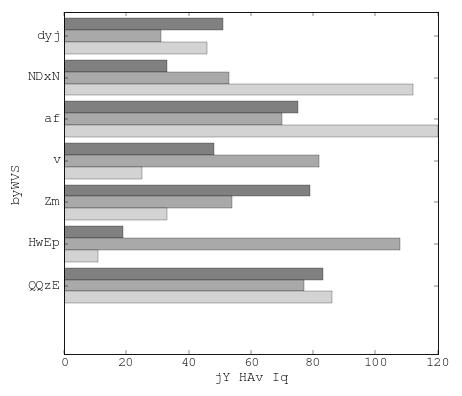 dyj
NDxN
af
v
Zm
HwEp
QQzE
byWVS
0 20 40 60 80 100 120
jY HAv Iq